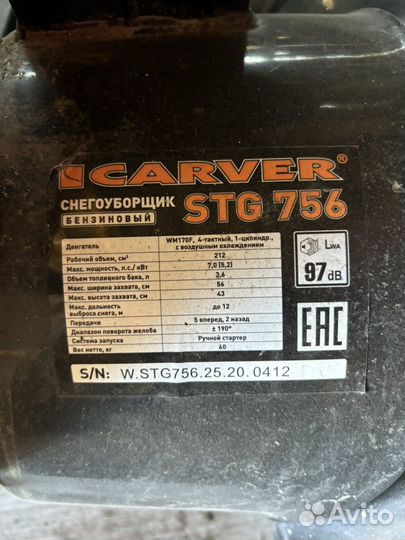 CARVER®
СНЕГОУБОРЩИК
БЕНЗИНОВЫЙ
STG 756
Двигатель WM170F, 4-тактный, 1-цилиндр., с воздушным охлаждением
Рабочий объем, см³ 212
Макс. мощность, л.с./ кВт 7,0 (5,2)
Объем топливного бака, л 3,6
Макс. ширина захвата, см 56
Макс. высота захвата, см 43
Макс. дальность выброса снега, м до 12
Передачи 5 вперед, 2 назад
Диапазон поворота желоба ± 190°
Система запуска Ручной стартер
Вес нетто, кг 60
LWA
97 dB
EAC
S/N: W.STG756.25.20.0412
Avito